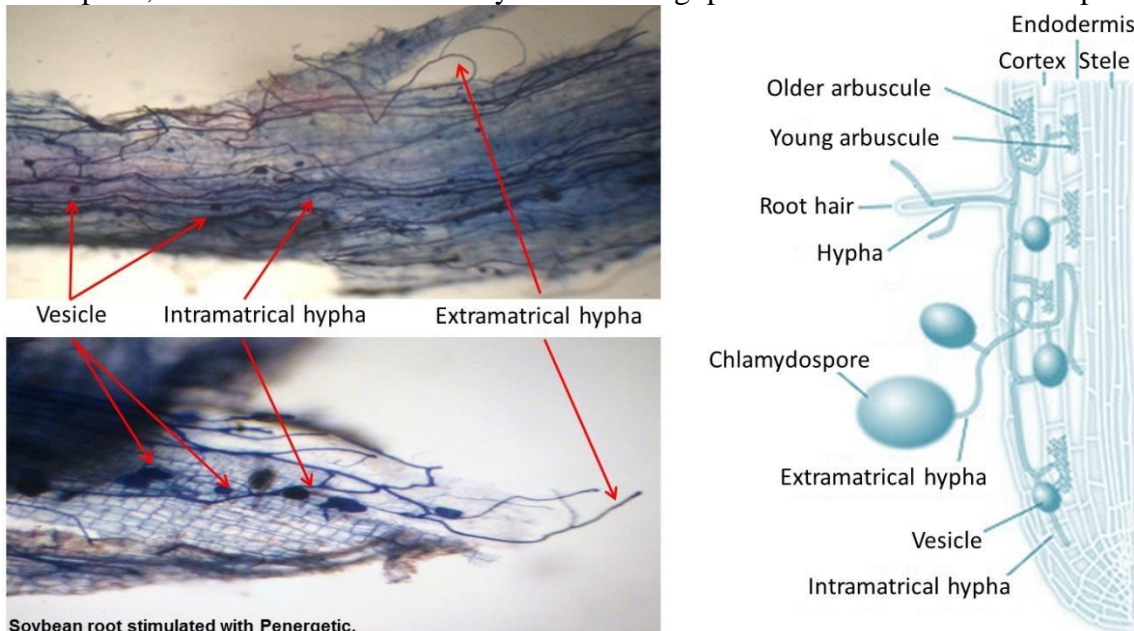 Endodermis
Cortex Stele
Older arbuscule
Young arbuscule
Root hair
Hypha
Vesicle Intramatrical hypha Extramatrical hypha
Chlamydospore
Extramatrical hypha
Vesicle
Intramatrical hypha
Soybean root stimulated with Penergetic.